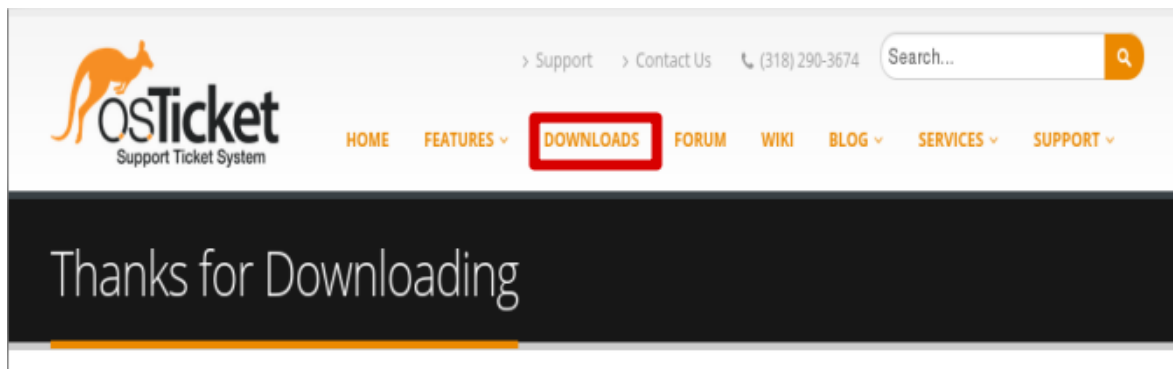 > Support > Contact Us (318) 290-3674 Search...
osTicket
Support Ticket System
HOME FEATURES DOWNLOADS FORUM WIKI BLOG SERVICES SUPPORT
Thanks for Downloading